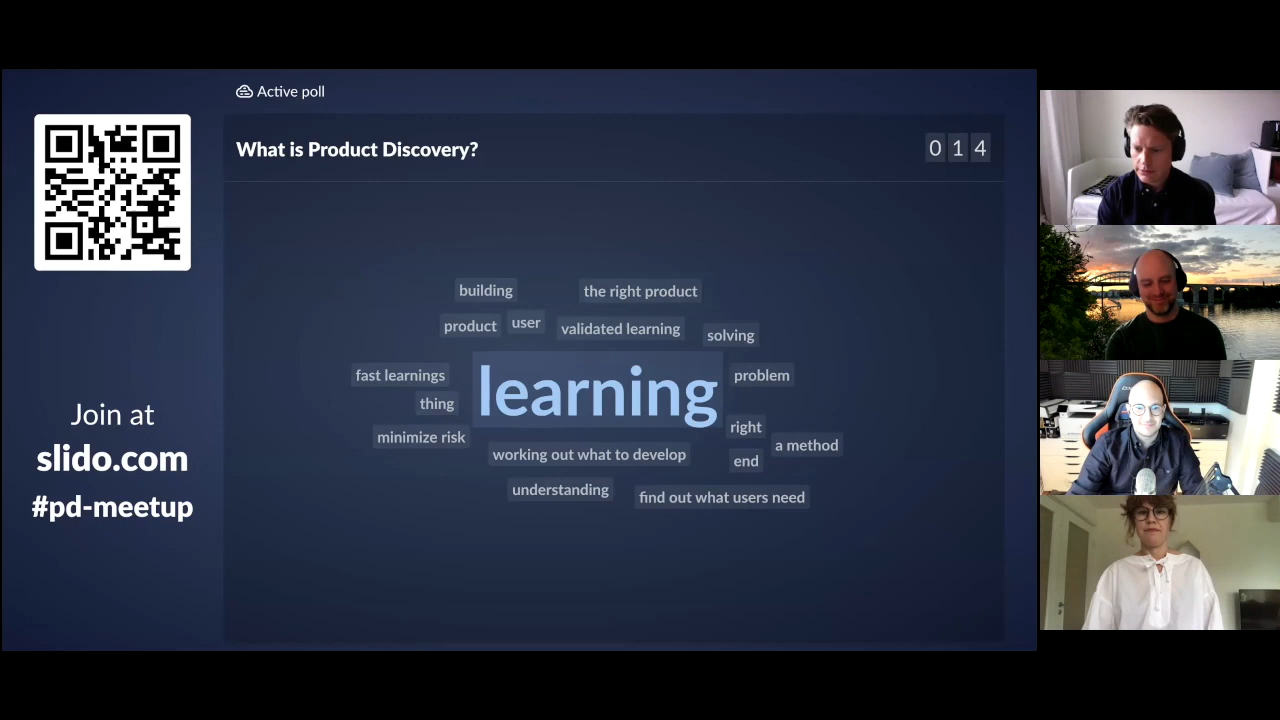 Active poll
What is Product Discovery?
0 1 4
building
the right product
product
user
validated learning
solving
fast learnings
learning
problem
thing
right
minimize risk
a method
working out what to develop
end
understanding
find out what users need
Join at
slido.com
#pd-meetup